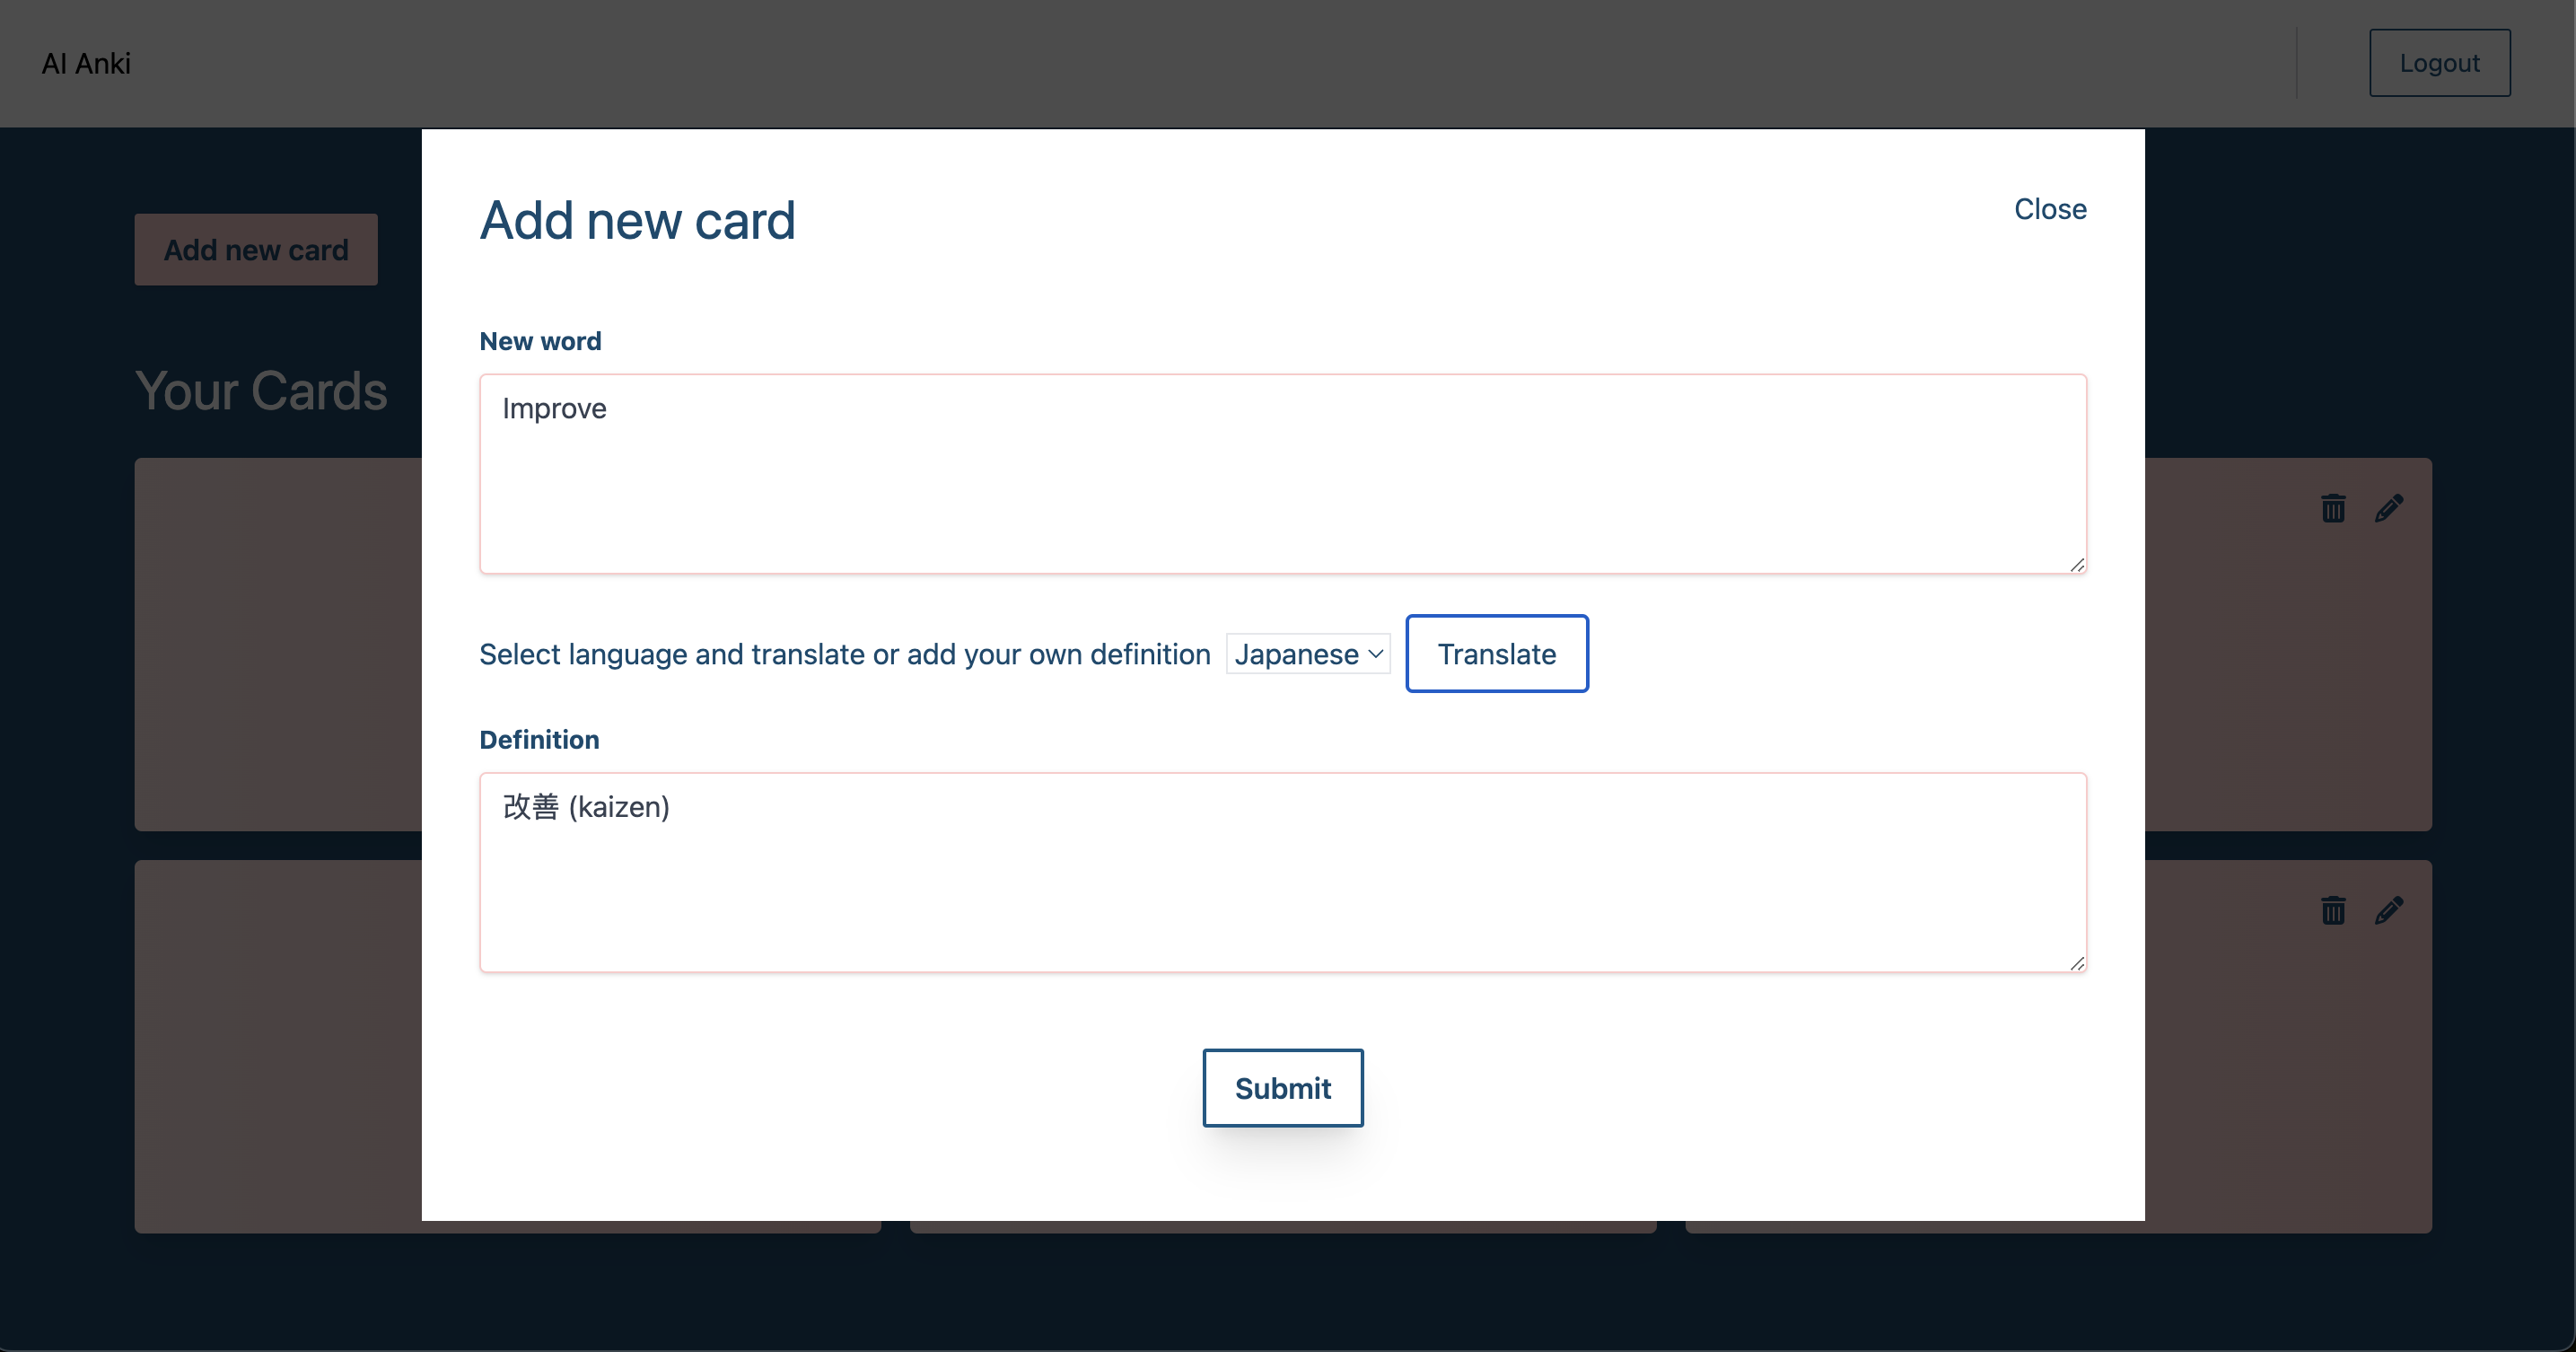 AI Anki
Logout
Add new card
Your Cards
Add new card
Close
New word
Improve
Select language and translate or add your own definition Japanese Translate
Definition
改善 (kaizen)
Submit